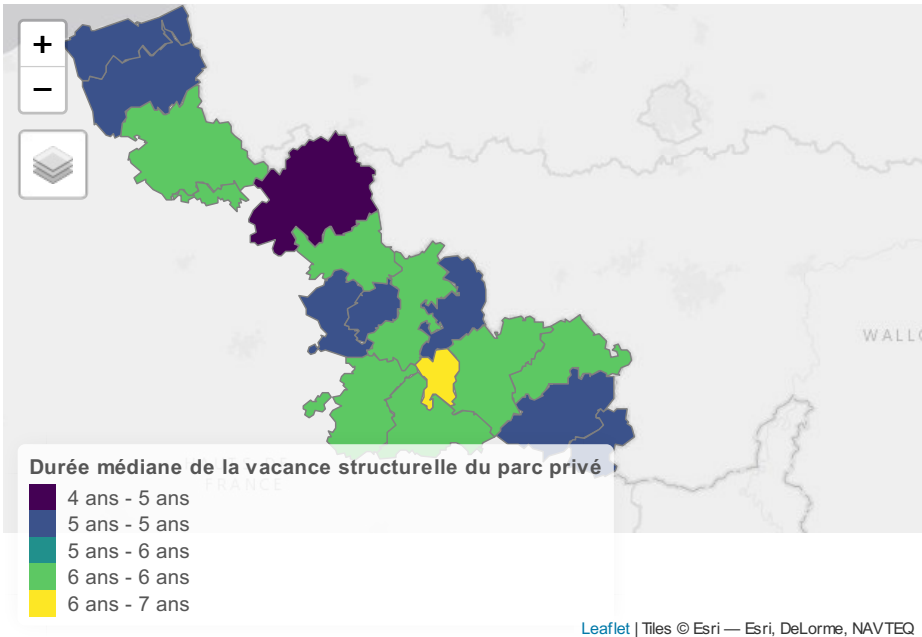 +
−
WALLO
Durée médiane de la vacance structurelle du parc privé
FRANCE
4 ans - 5 ans
5 ans - 5 ans
5 ans - 6 ans
6 ans - 6 ans
6 ans - 7 ans
Leaflet | Tiles © Esri — Esri, DeLorme, NAVTEQ